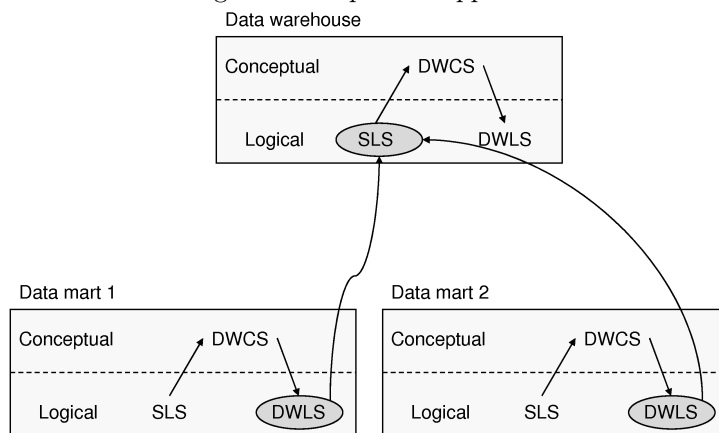 Data warehouse
Conceptual DWCS
Logical SLS DWLS
Data mart 1 Data mart 2
Conceptual DWCS Conceptual DWCS
Logical SLS DWLS Logical SLS DWLS